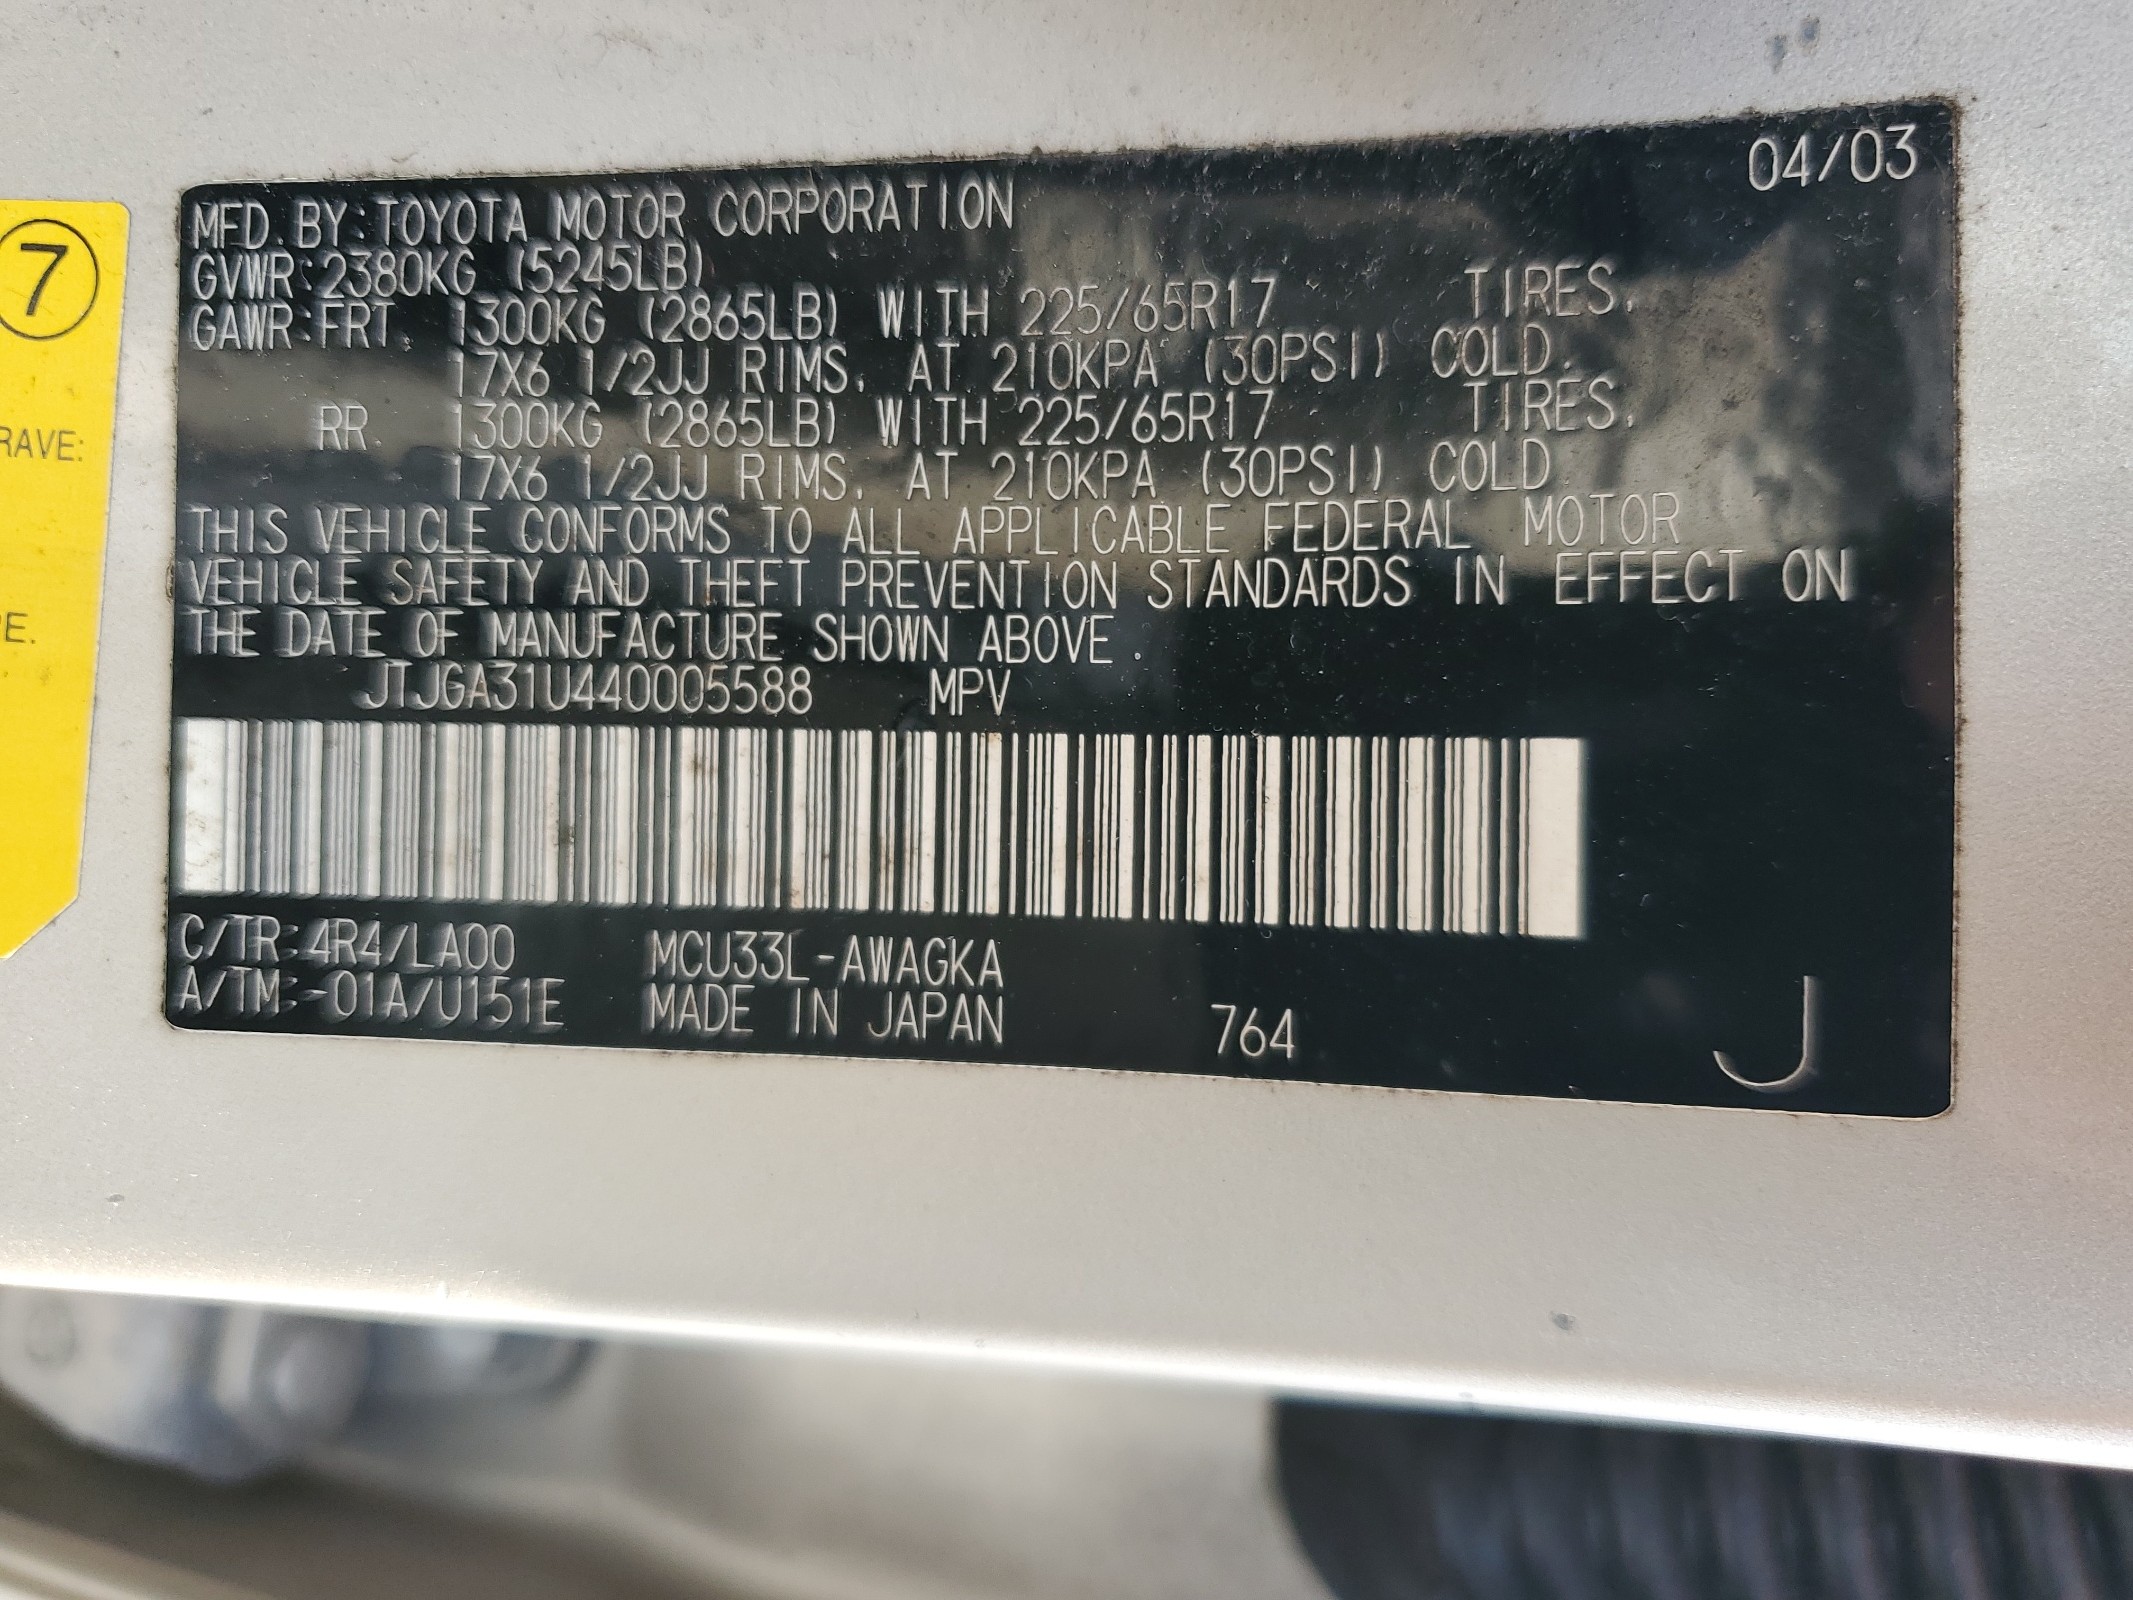 04/03
MFD. BY: TOYOTA MOTOR CORPORATION
GVWR: 2380KG (5245LB)
GAWR: FRT. 1300KG (2865LB) WITH 225/65R17 TIRES,
17X6 1/2JJ RIMS, AT 210KPA (30PSI) COLD.
RR. 1300KG (2865LB) WITH 225/65R17 TIRES,
17X6 1/2JJ RIMS, AT 210KPA (30PSI) COLD.
THIS VEHICLE CONFORMS TO ALL APPLICABLE FEDERAL MOTOR
VEHICLE SAFETY AND THEFT PREVENTION STANDARDS IN EFFECT ON
THE DATE OF MANUFACTURE SHOWN ABOVE.
JTJGA31U440005588 MPV
C/TR: 4R4/LA00 MCU33L-AWAGKA
A/TM: -01A/U151E MADE IN JAPAN 764
J
7
RAVE:
E.